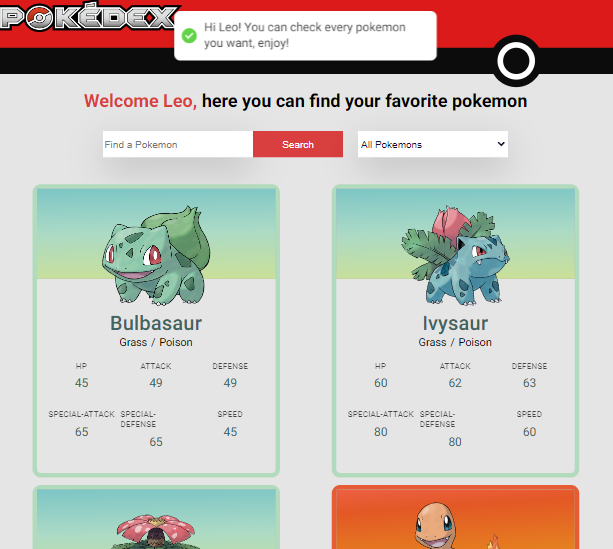 POKÉDEX
Hi Leo! You can check every pokemon
you want, enjoy!
Welcome Leo, here you can find your favorite pokemon
Find a Pokemon
Search
All Pokemons
Bulbasaur
Grass / Poison
HP
ATTACK
DEFENSE
45
49
49
SPECIAL-ATTACK
SPECIAL-
DEFENSE
SPEED
65
65
45
Ivysaur
Grass / Poison
HP
ATTACK
DEFENSE
60
62
63
SPECIAL-ATTACK
SPECIAL-
DEFENSE
SPEED
80
80
60